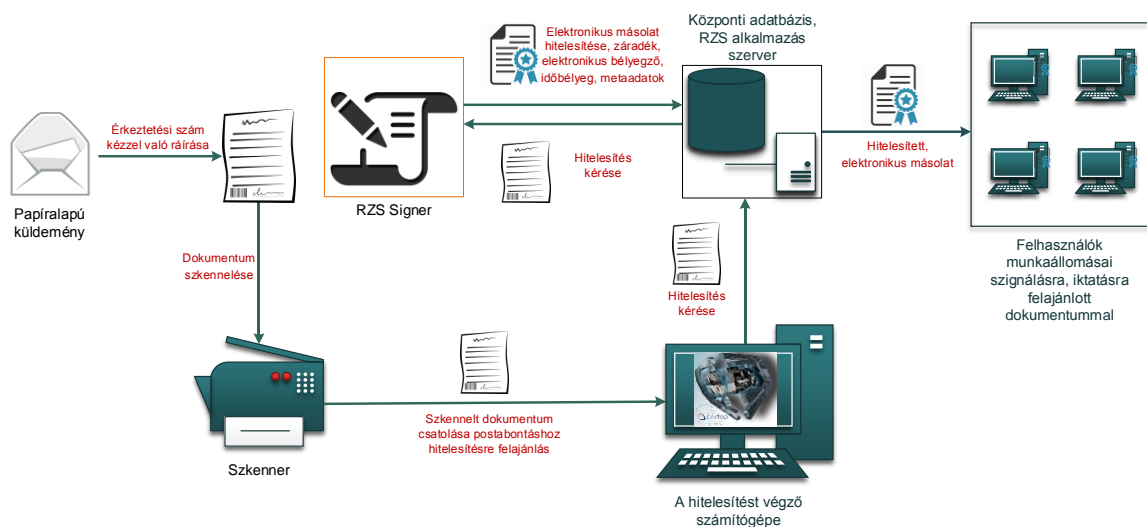 Elektronikus másolat
hitelesítése, záradék,
elektronikus bélyegző,
időbélyeg, metaadatok
Központi adatbázis,
RZS alkalmazás
szerver
Érkeztetési szám
kézzel való ráírása
Papíralapú
küldemény
RZS Signer
Hitelesítés
kérése
Hitelesített,
elektronikus másolat
Felhasználók
munkaállomásai
szignálásra, iktatásra
felajánlott
dokumentummal
Dokumentum
szkennelése
Hitelesítés
kérése
Szkennelt dokumentum
csatolása postabontáshoz
hitelesítésre felajánlás
Szkenner
certop
A hitelesítést végző
számítógépe